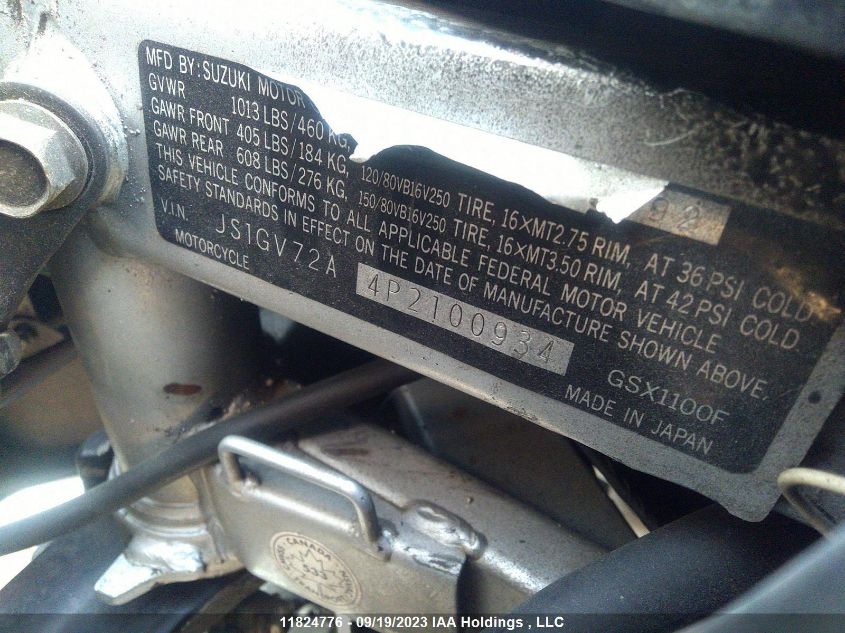 MFD BY: SUZUKI MOTOR
92
GVWR 1013 LBS/460 KG,
GAWR FRONT 405 LBS/184 KG, 120/80VB16V250 TIRE, 16×MT2.75 RIM, AT 36 PSI COLD
GAWR REAR 608 LBS/276 KG, 150/80VB16V250 TIRE, 16×MT3.50 RIM, AT 42 PSI COLD
THIS VEHICLE CONFORMS TO ALL APPLICABLE FEDERAL MOTOR VEHICLE
SAFETY STANDARDS IN EFFECT ON THE DATE OF MANUFACTURE SHOWN ABOVE.
V.I.N. JS1GV72A 4P2100934 GSX1100F
MOTORCYCLE MADE IN JAPAN
CANADA
533
11824776 - 09/19/2023 IAA Holdings , LLC